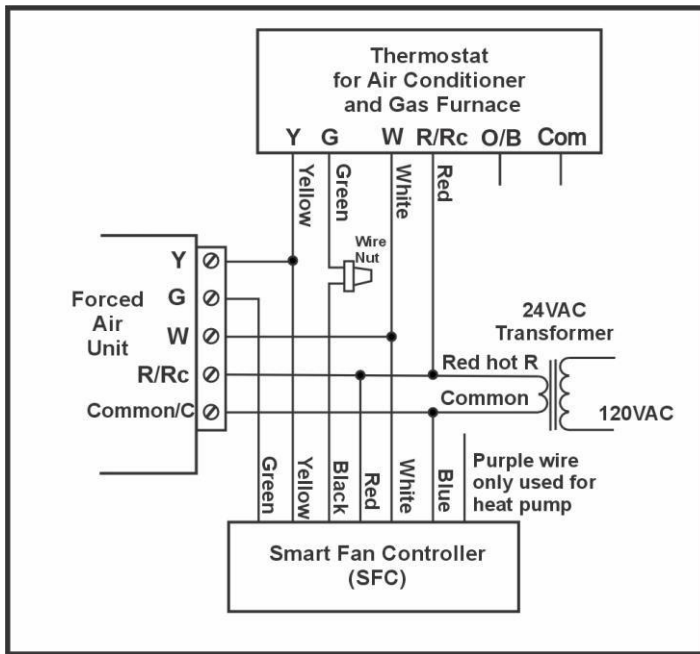 Thermostat
for Air Conditioner
and Gas Furnace
Y G W R/Rc O/B Com
Yellow
Green
White
Red
Wire
Nut
Forced
Air
Unit
Y
G
W
R/Rc
Common/C
24VAC
Transformer
Red hot R
Common
120VAC
Green
Yellow
Black
Red
White
Blue
Purple wire
only used for
heat pump
Smart Fan Controller
(SFC)